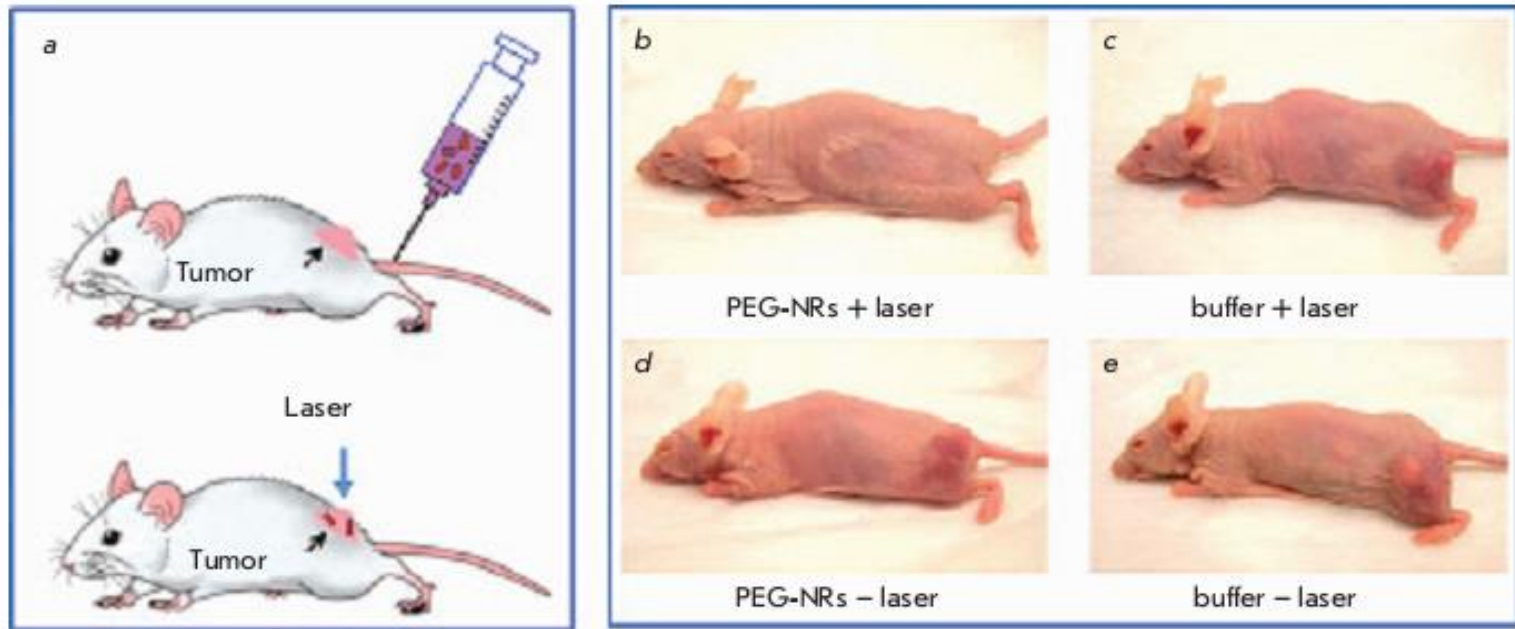 a
Tumor
Laser
Tumor
b
PEG-NRs + laser
c
buffer + laser
d
PEG-NRs – laser
e
buffer – laser